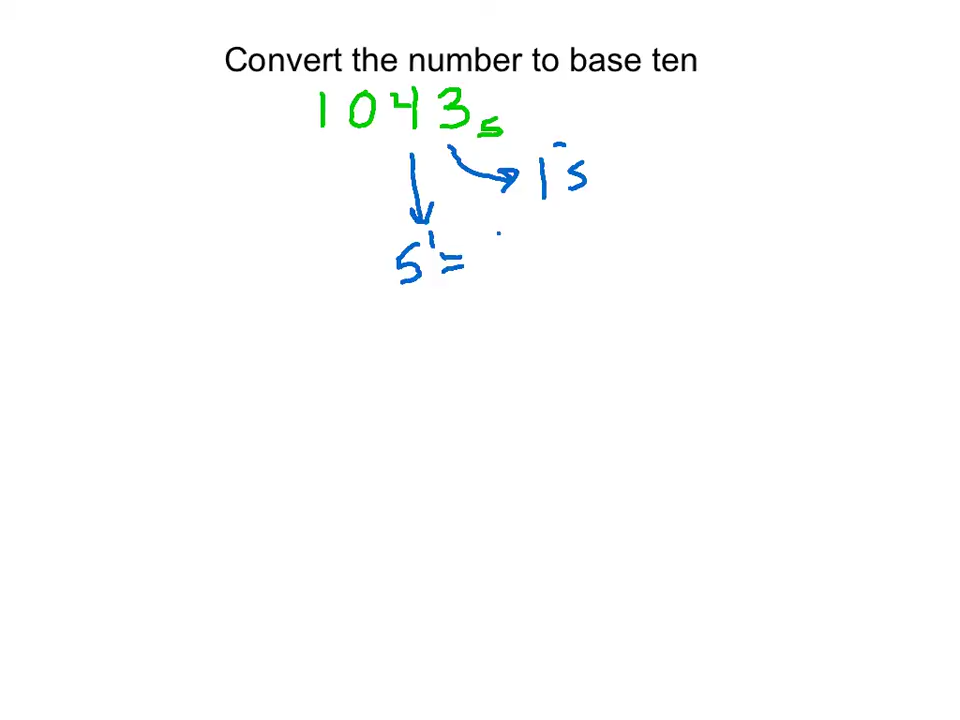 Convert the number to base ten
1043₅
1's
5¹=